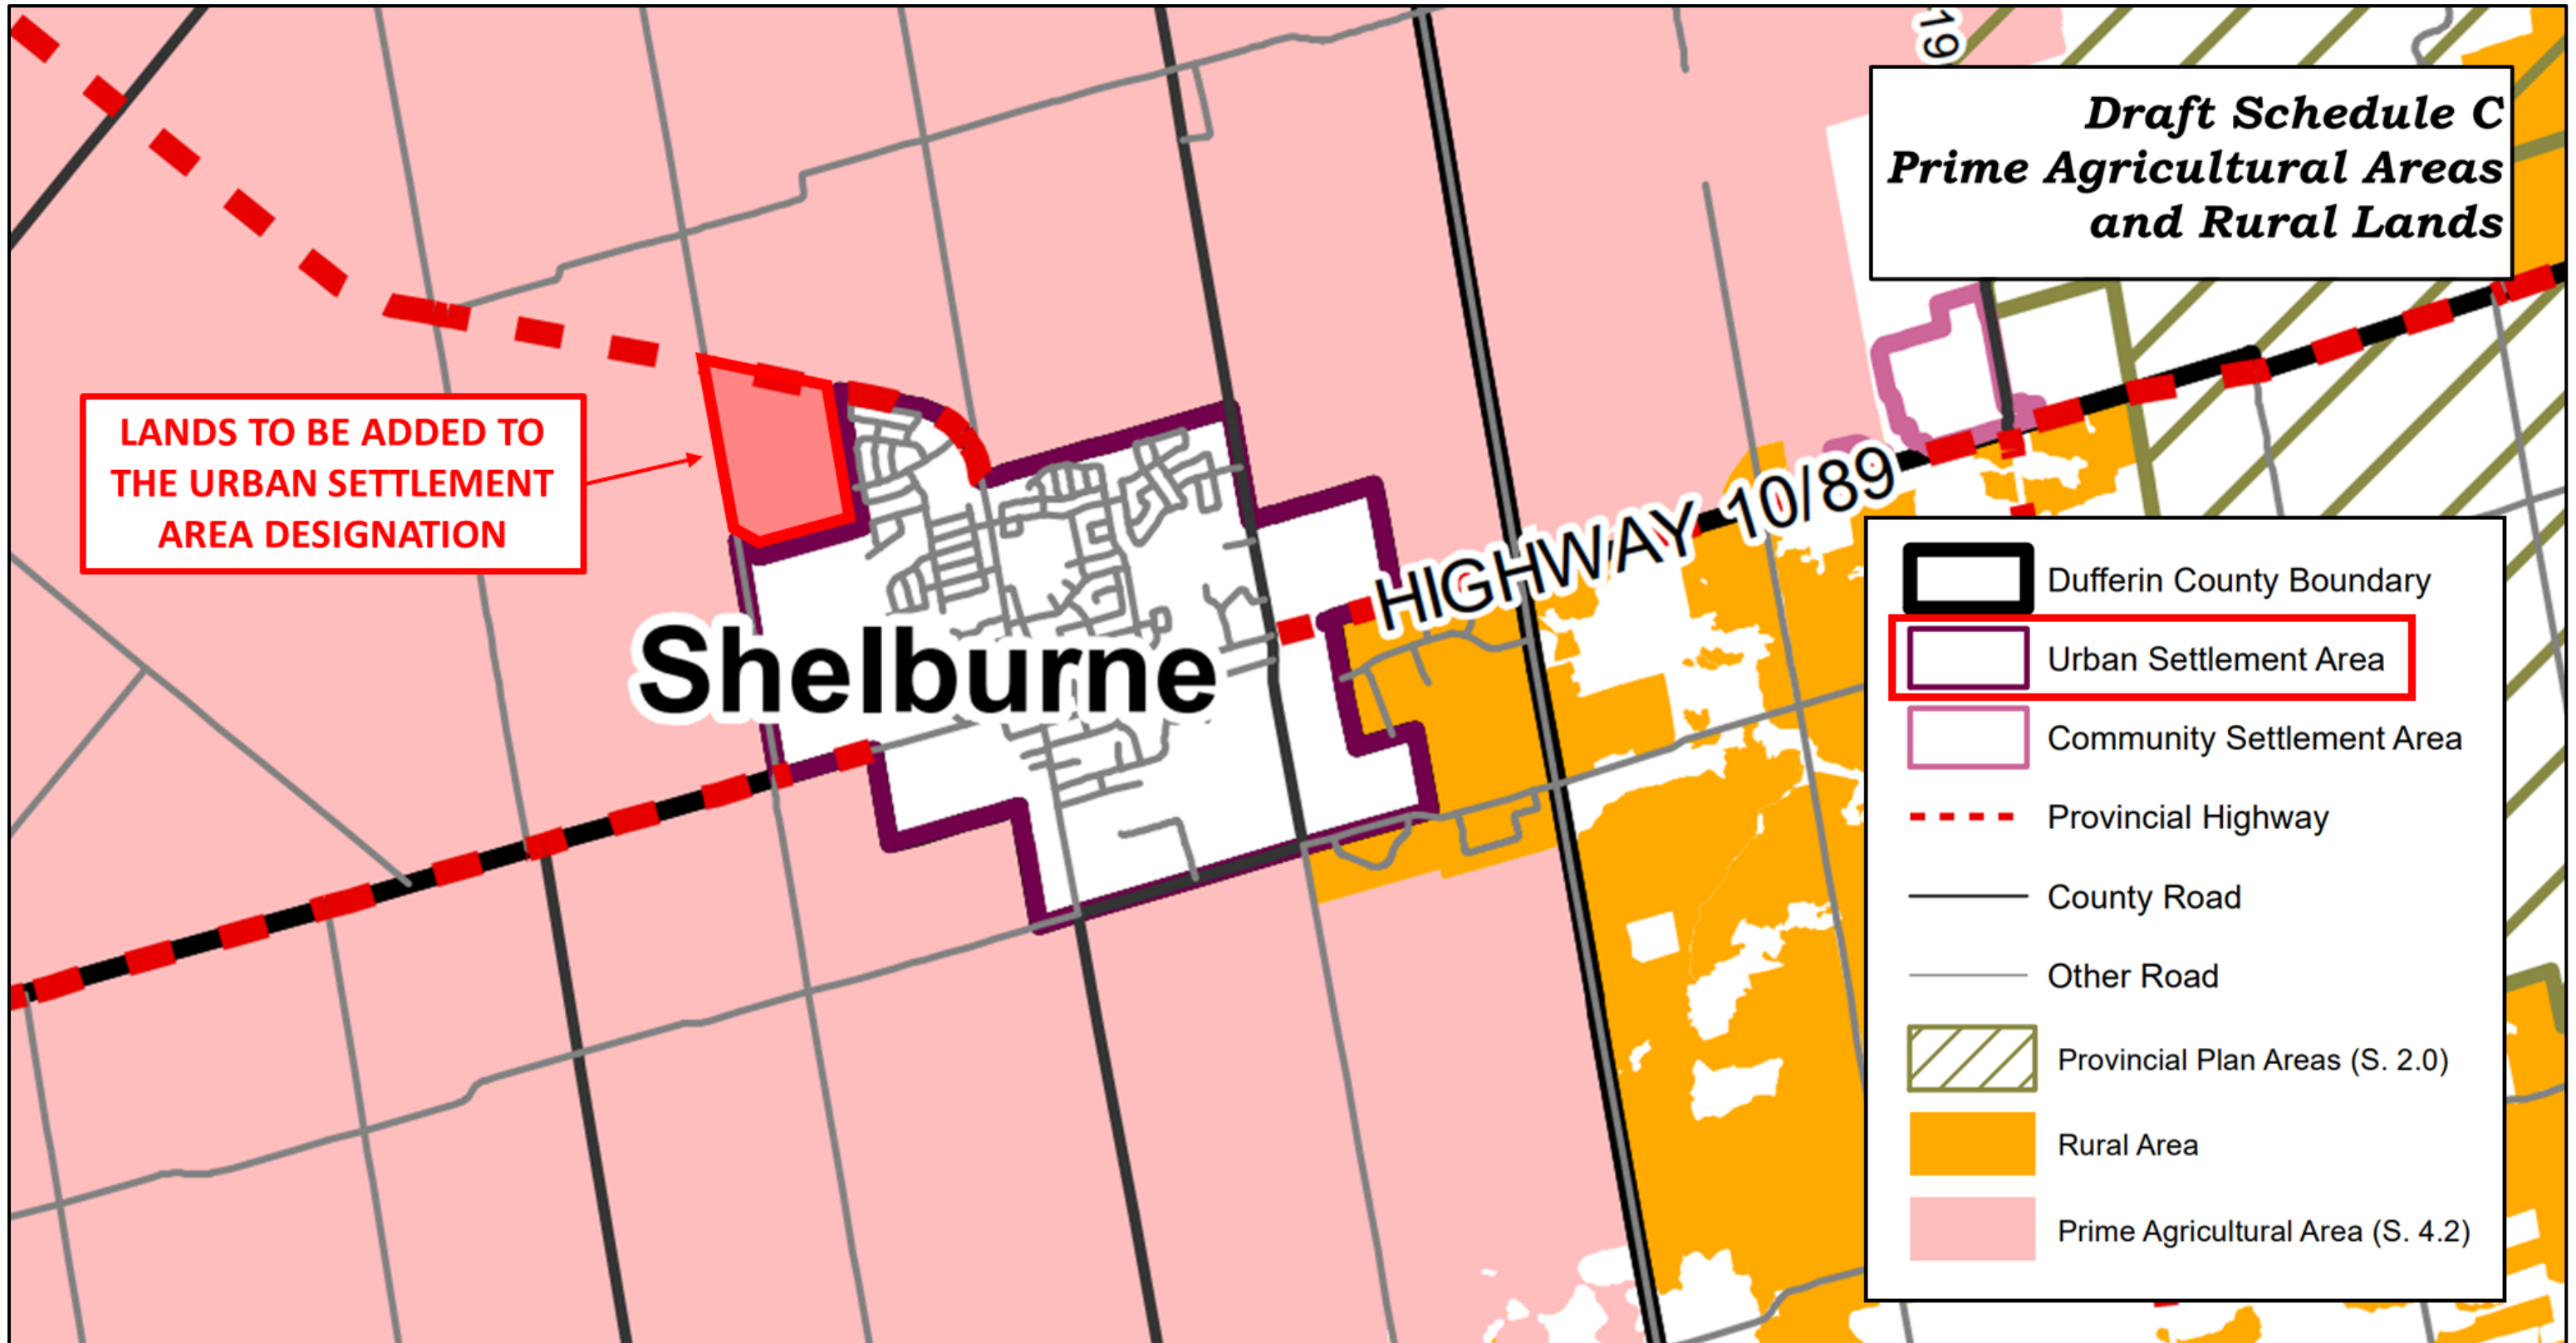 19
Draft Schedule C
Prime Agricultural Areas
and Rural Lands
LANDS TO BE ADDED TO
THE URBAN SETTLEMENT
AREA DESIGNATION
HIGHWAY 10/89
Shelburne
Dufferin County Boundary
Urban Settlement Area
Community Settlement Area
Provincial Highway
County Road
Other Road
Provincial Plan Areas (S. 2.0)
Rural Area
Prime Agricultural Area (S. 4.2)